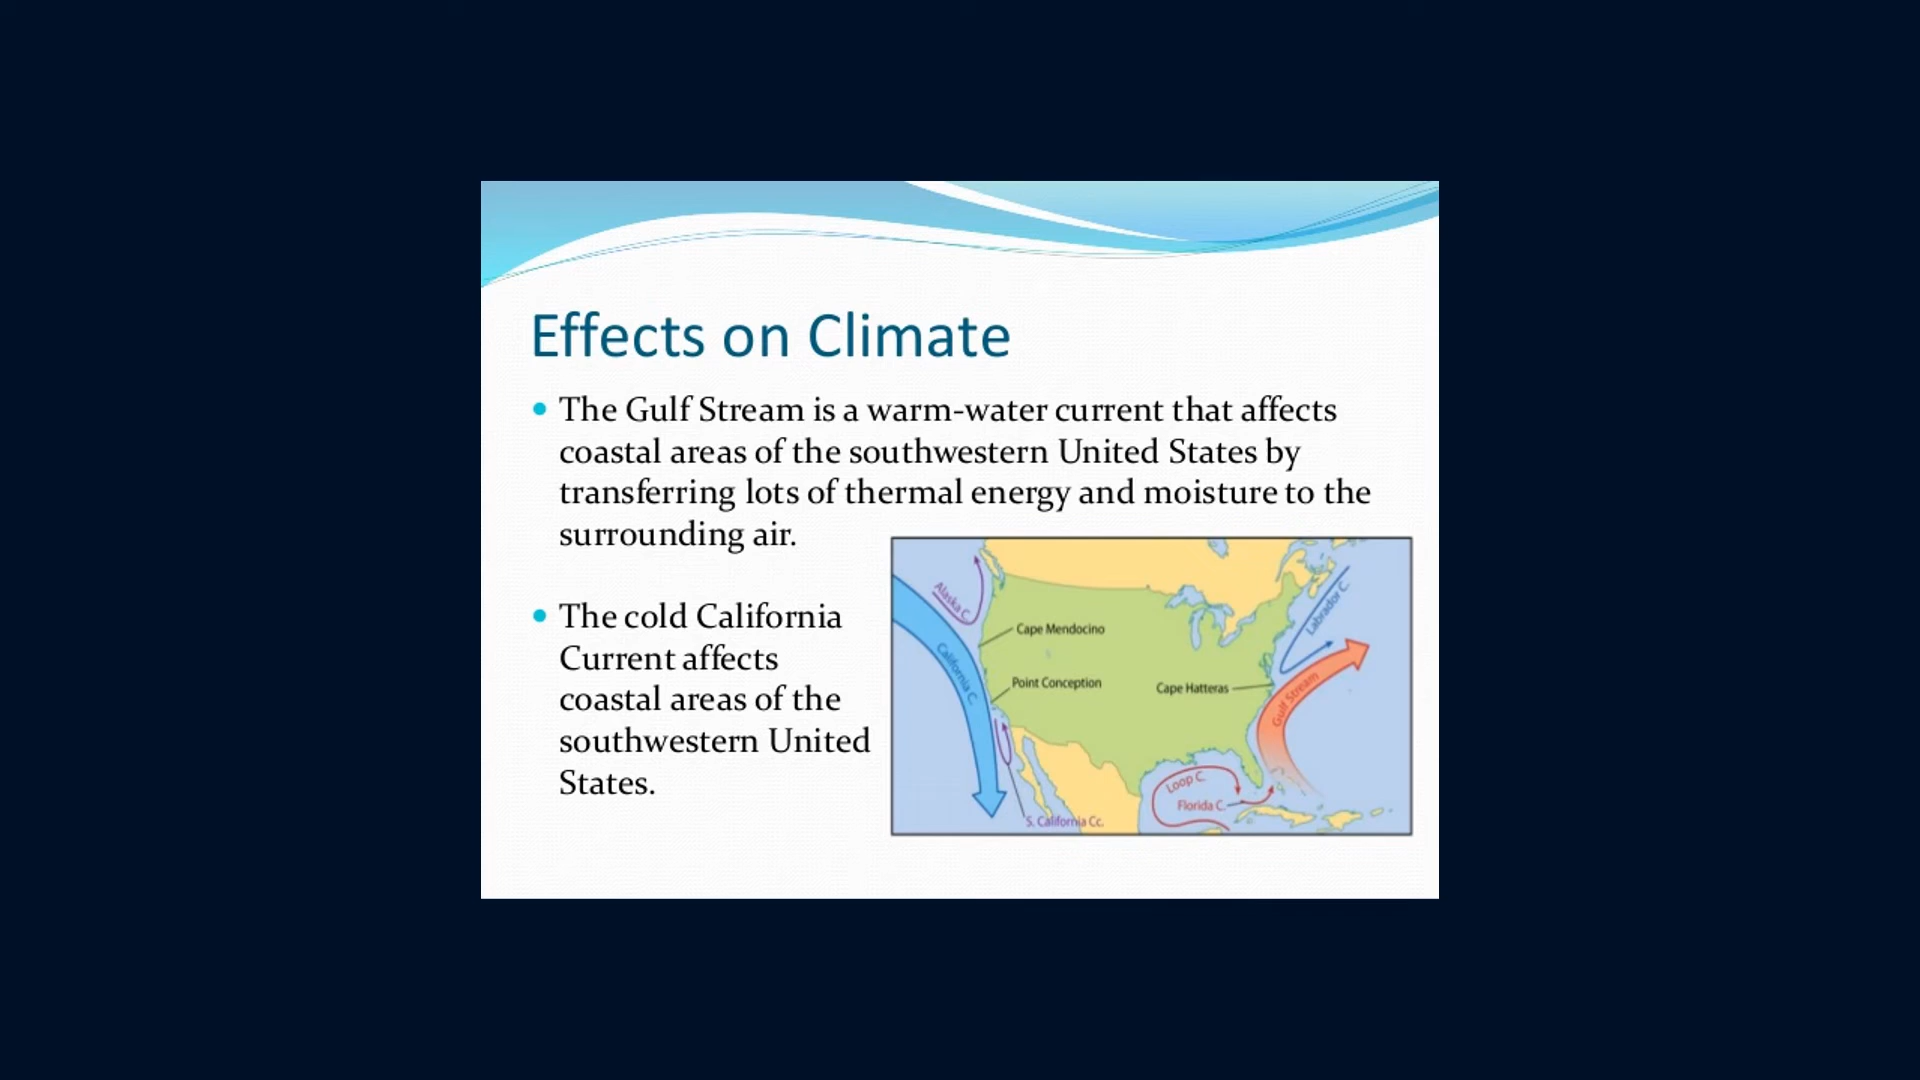 Effects on Climate
• The Gulf Stream is a warm-water current that affects
coastal areas of the southwestern United States by
transferring lots of thermal energy and moisture to the
surrounding air.
• The cold California
Current affects
coastal areas of the
southwestern United
States.
Alaska C.
California C.
Cape Mendocino
Point Conception
S. California Cc.
Cape Hatteras
Labrador C.
Gulf Stream
Loop C.
Florida C.